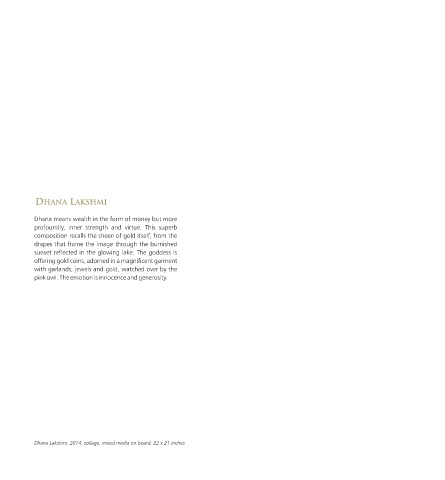 DHANA LAKSHMI
Dhana means wealth in the form of money but more
profoundly, inner strength and virtue. This superb
composition recalls the sheen of gold itself, from the
drapes that frame the image through the burnished
sunset reflected in the glowing lake. The goddess is
offering gold coins, adorned in a magnificent garment
with garlands, jewels and gold, watched over by the
pink owl. The emotion is innocence and generosity.
Dhana Lakshmi, 2014, collage, mixed media on board, 22 x 21 inches